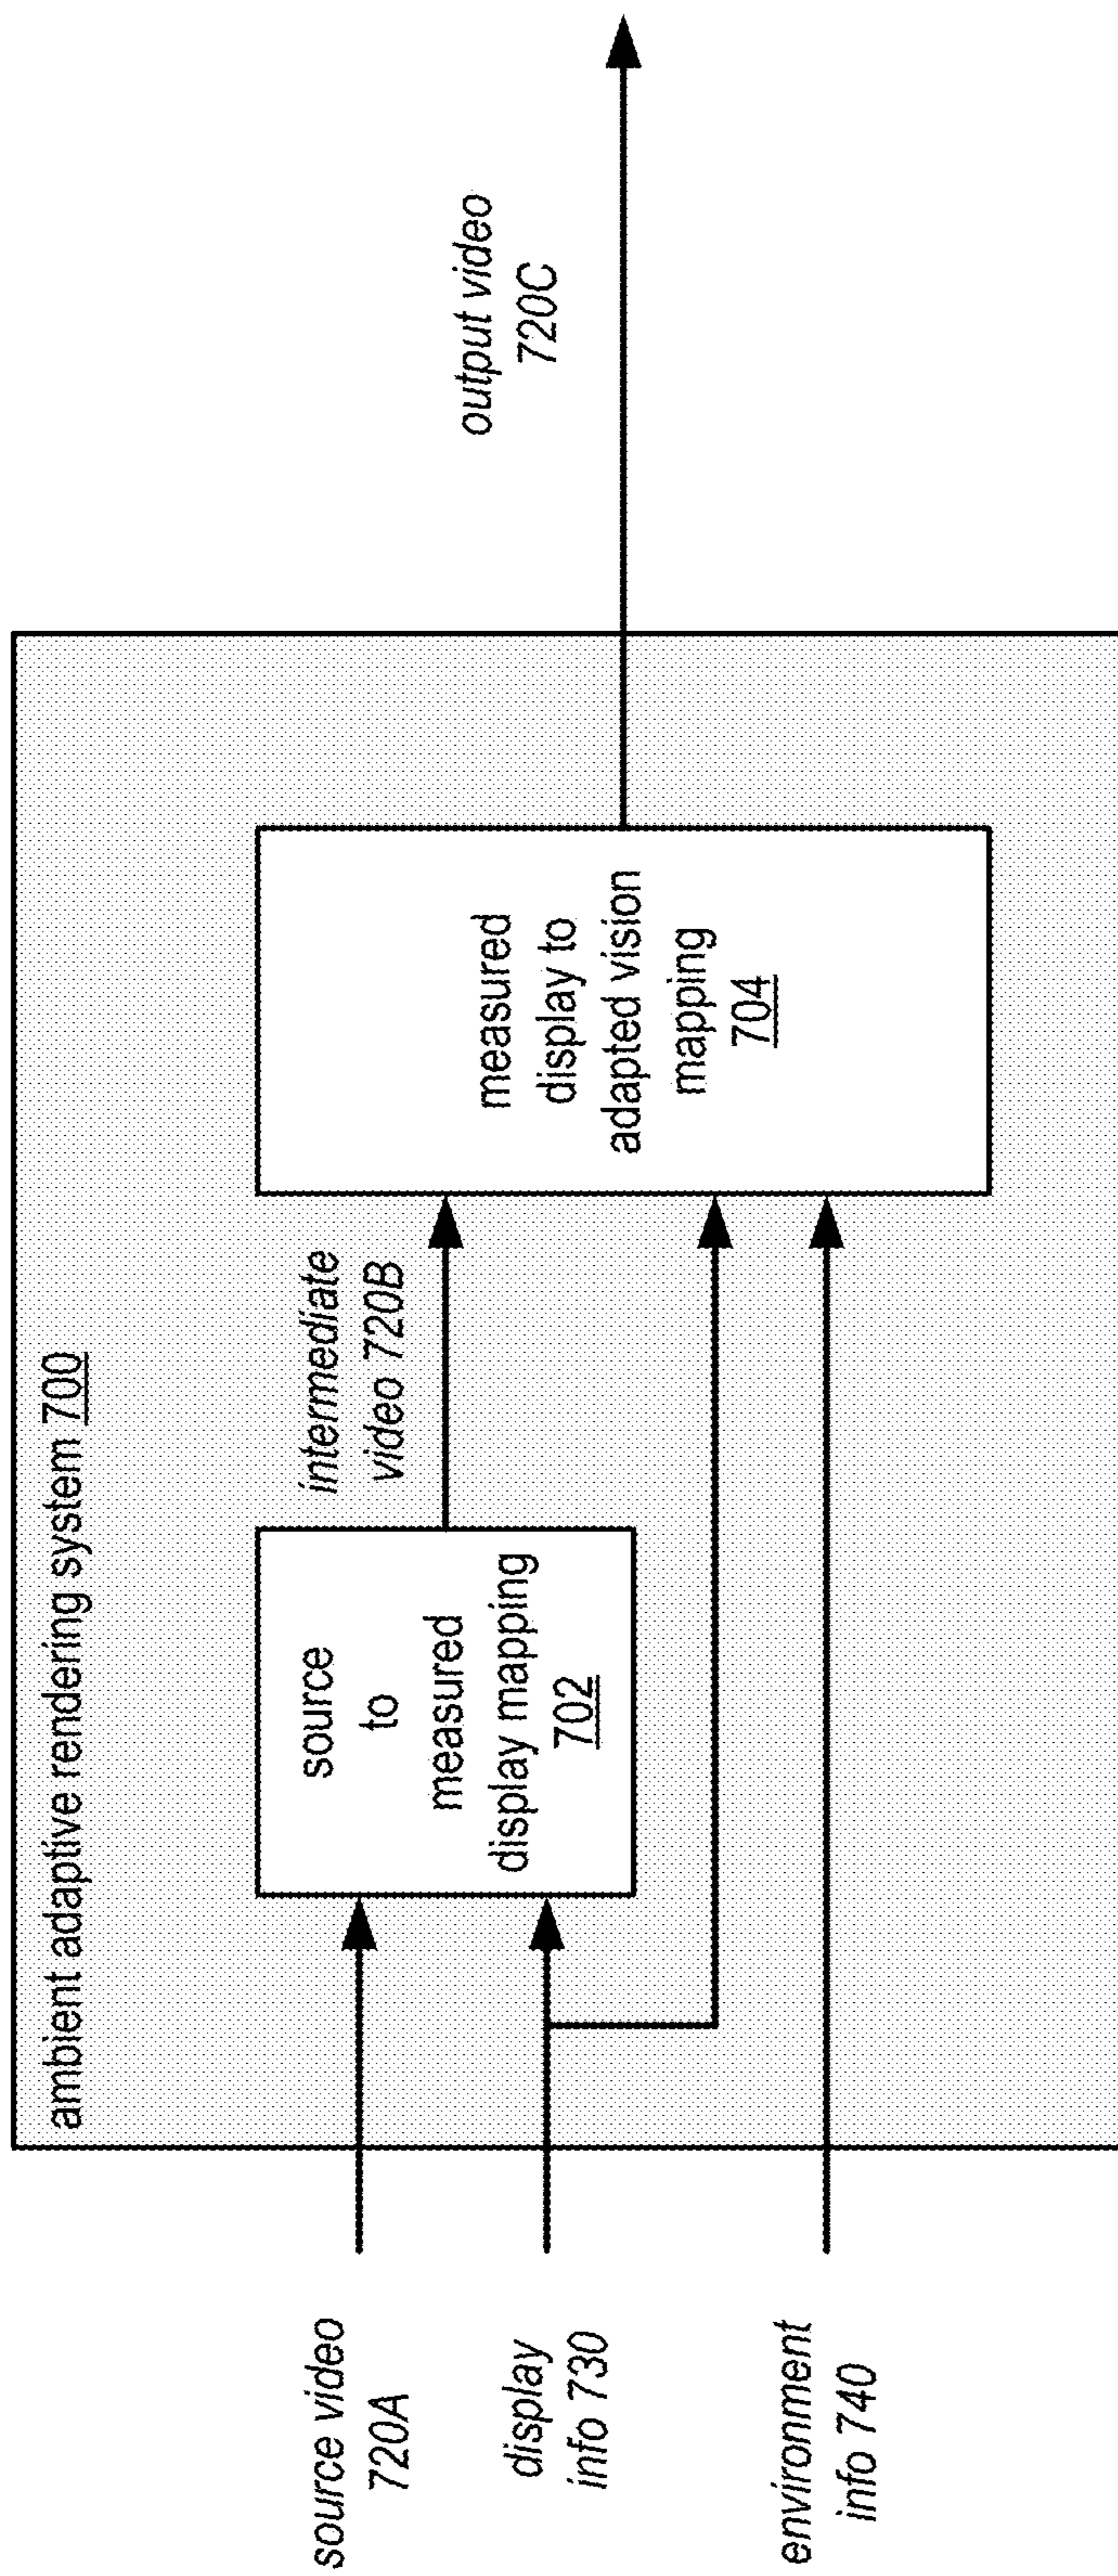 ambient adaptive rendering system 700
source video
720A
display
info 730
environment
info 740
source
to
measured
display mapping
702
intermediate
video 720B
measured
display to
adapted vision
mapping
704
output video
720C